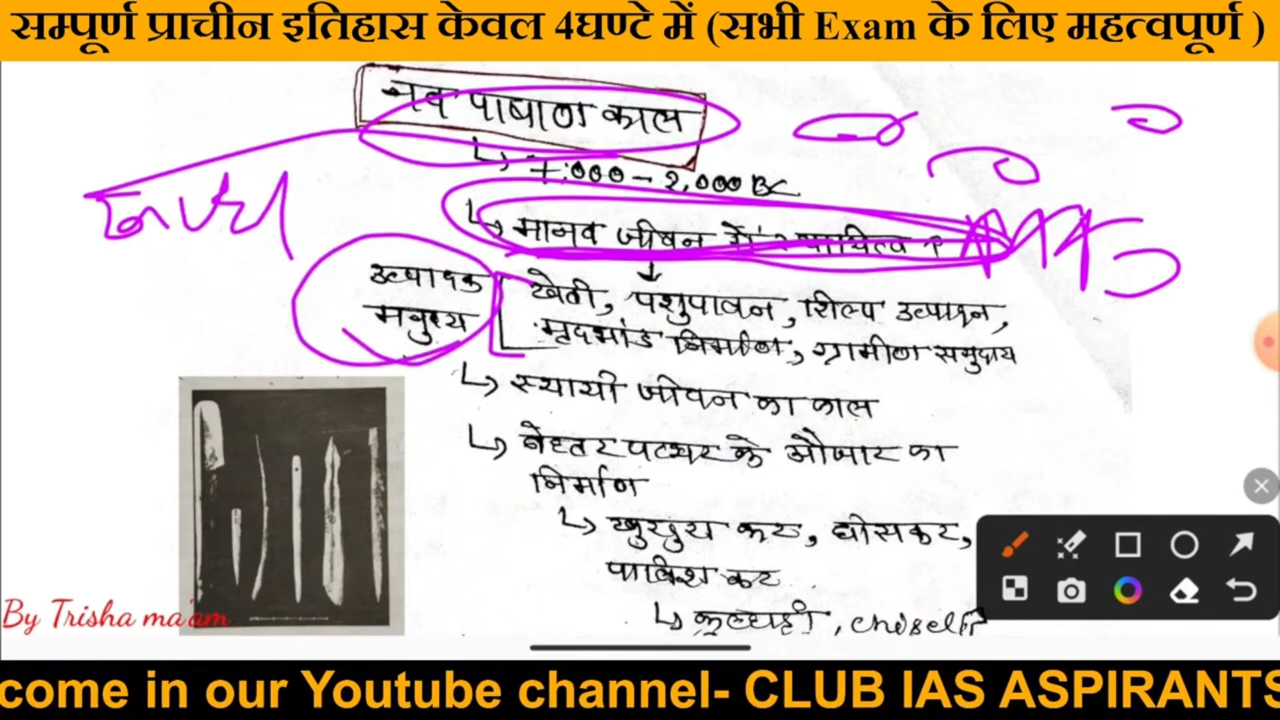 सम्पूर्ण प्राचीन इतिहास केवल 4घण्टे में (सभी Exam के लिए महत्वपूर्ण )
नव पाषाण काल
↳ 7,000 - 2,000 BC
↳ मानव जीवन में स्थायित्व
उत्पादक मनुष्य
खेती, पशुपालन, शिल्प उत्पादन,
मृदभांड निर्माण, ग्रामीण समुदाय
↳ स्थायी जीवन का काल
↳ बेहतर पत्थर के औजार का
निर्माण
↳ खुरदुरा कर, घीसकर,
पालिश कर
↳ कुल्हाड़ी, chisel
By Trisha ma'am
come in our Youtube channel- CLUB IAS ASPIRANTS